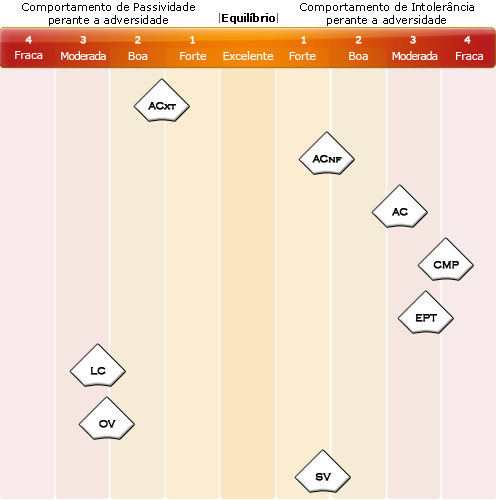 Comportamento de Passividade
perante a adversidade
|Equilíbrio|
Comportamento de Intolerância
perante a adversidade
4 3 2 1 1 2 3 4
Fraca Moderada Boa Forte Excelente Forte Boa Moderada Fraca
ACXT
ACNF
AC
CMP
EPT
LC
OV
SV